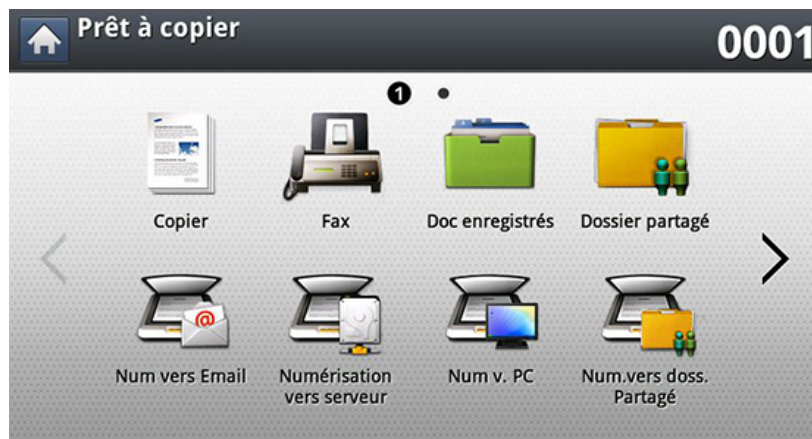 Prêt à copier
0001
1
Copier
Fax
Doc enregistrés
Dossier partagé
@
Num vers Email
Numérisation
vers serveur
Num v. PC
Num.vers doss.
Partagé